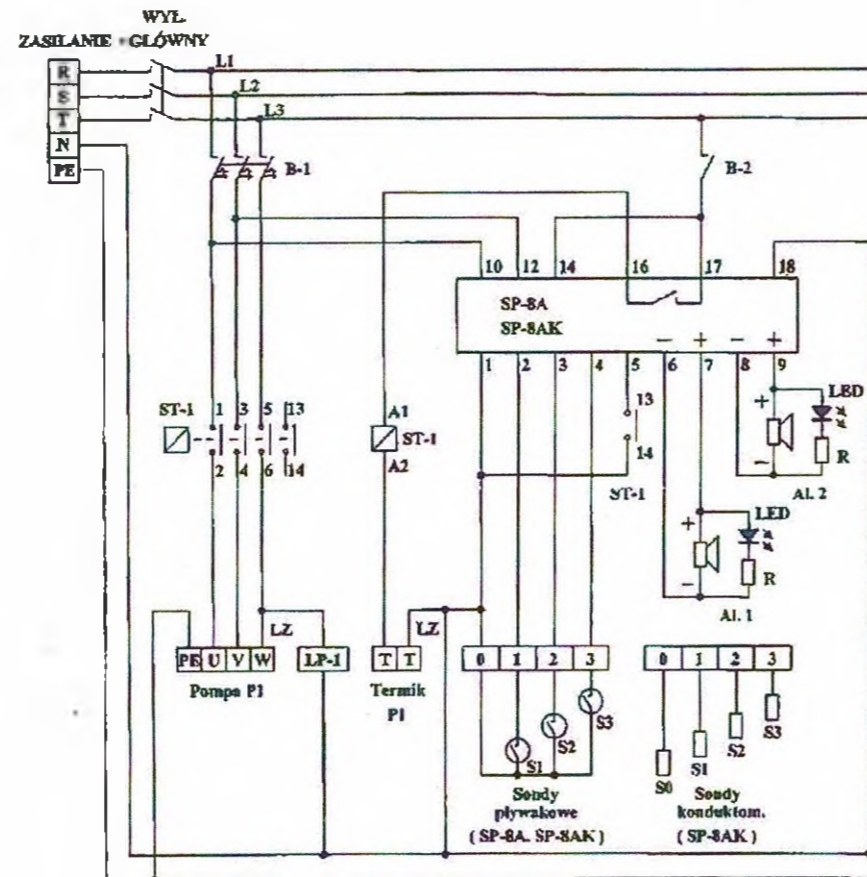 WYŁ.
ZASILANIE GŁÓWNY
R
S
T
N
PE
L1
L2
L3
B-1
B-2
10 12 14 16 17 18
SP-8A
SP-8AK
- + - +
1 2 3 4 5 6 7 8 9
ST-1
1 3 5 13
2 4 6 14
A1
ST-1
A2
13
14
ST-1
+
-
LED
R
Al. 2
+
-
LED
R
Al. 1
LZ
LZ
PE U V W
LP-1
T T
0 1 2 3
0 1 2 3
Pompa P1
Termik
P1
S1
S2
S3
S0
S1
S2
S3
Sondy
pływakowe
( SP-8A. SP-8AK )
Sondy
konduktom.
( SP-8AK )